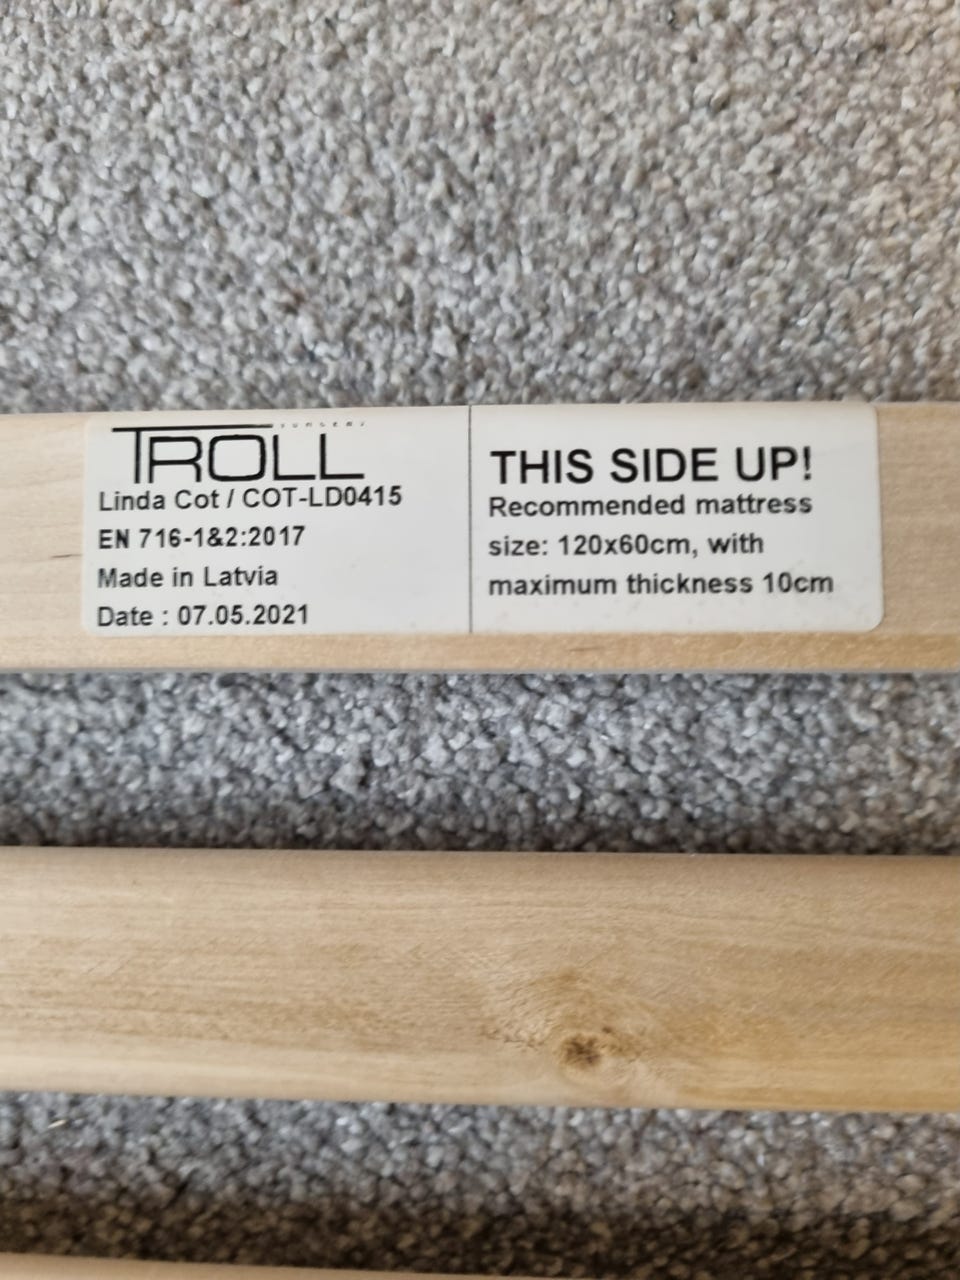 TROLL
NURSERY
Linda Cot / COT-LD0415
EN 716-1&2:2017
Made in Latvia
Date : 07.05.2021
THIS SIDE UP!
Recommended mattress
size: 120x60cm, with
maximum thickness 10cm